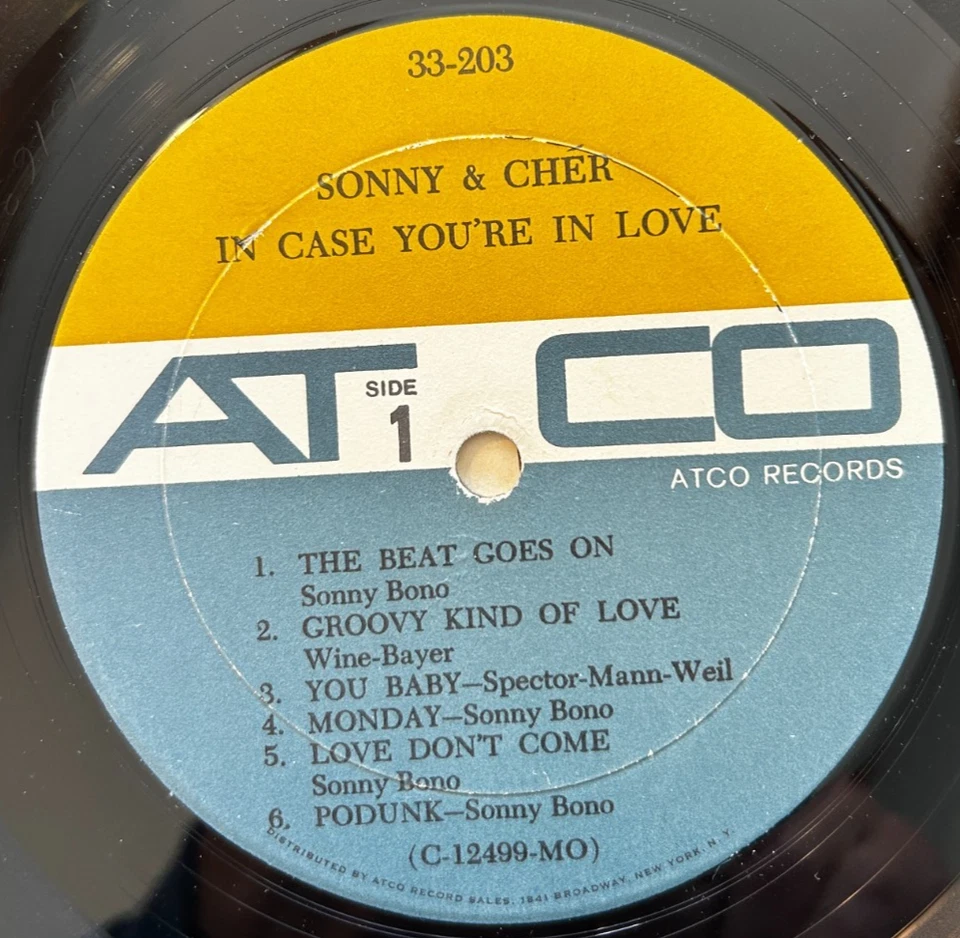 33-203
SONNY & CHÉR
IN CASE YOU'RE IN LOVE
ATCO
SIDE
1
ATCO RECORDS
1. THE BEAT GOES ON
Sonny Bono
2. GROOVY KIND OF LOVE
Wine-Bayer
3. YOU BABY—Spector-Mann-Weil
4. MONDAY—Sonny Bono
5. LOVE DON'T COME
Sonny Bono
6. PODUNK—Sonny Bono
(C-12499-MO)
DISTRIBUTED BY ATCO RECORD SALES, 1841 BROADWAY, NEW YORK, N. Y.